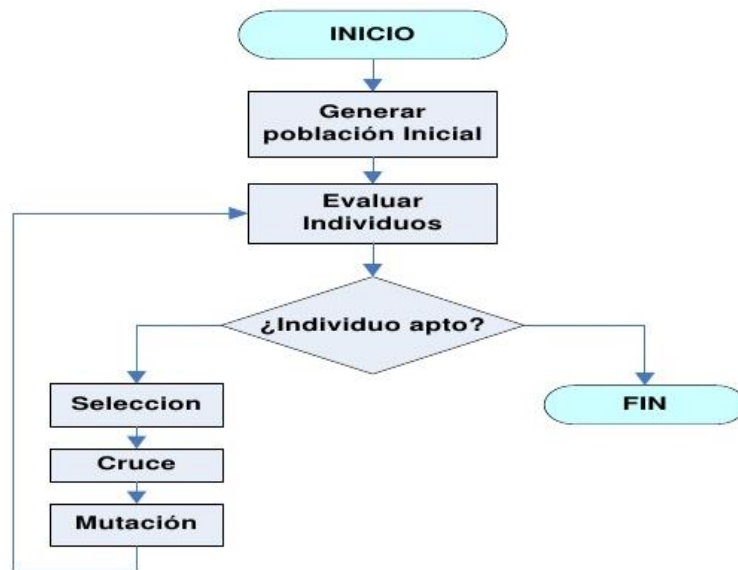 INICIO
Generar
población Inicial
Evaluar
Individuos
¿Individuo apto?
Seleccion
FIN
Cruce
Mutación